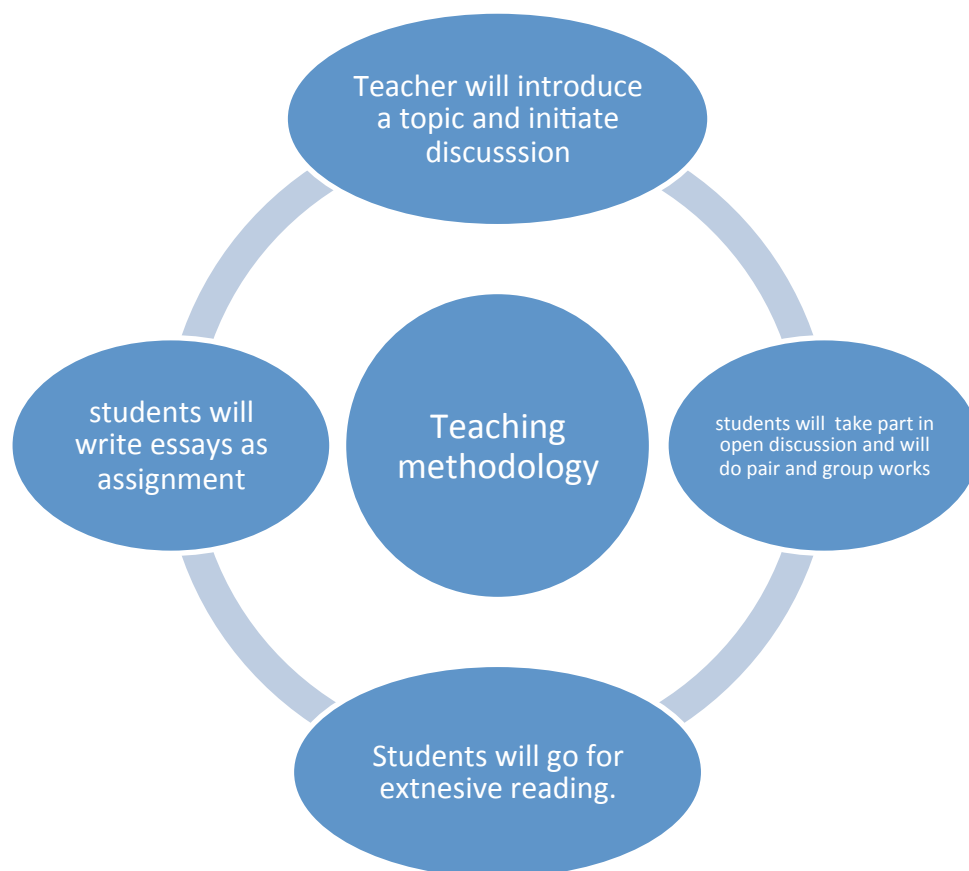 Teacher will introduce
a topic and initiate
discusssion
students will
write essays as
assignment
Teaching
methodology
students will take part in
open discussion and will
do pair and group works
Students will go for
extnesive reading.